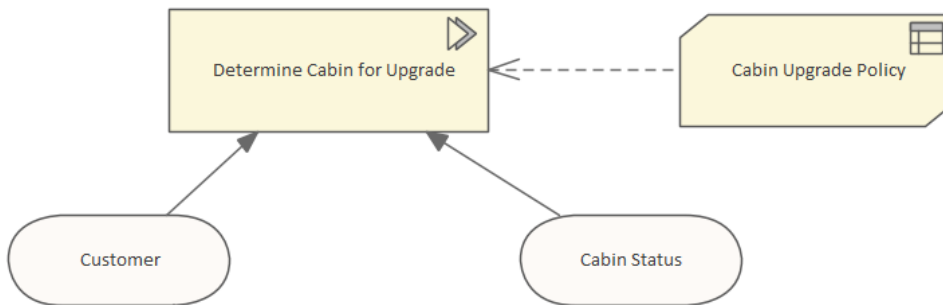 Determine Cabin for Upgrade
Cabin Upgrade Policy
Customer
Cabin Status